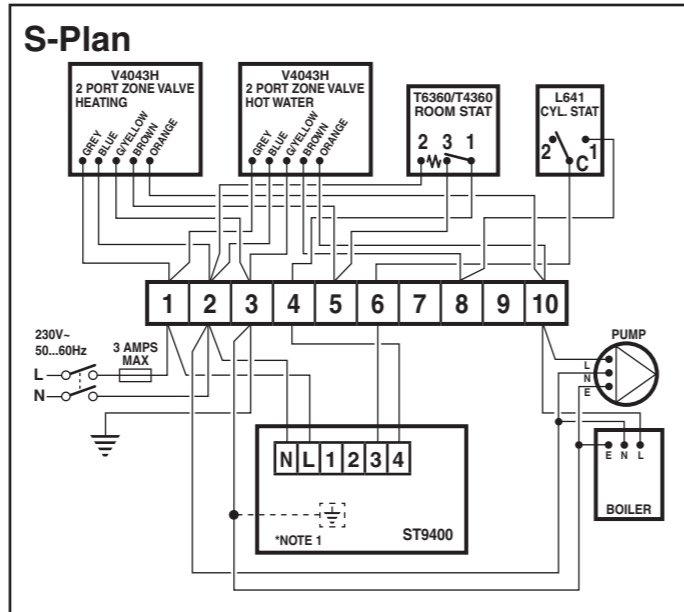 S-Plan
V4043H
2 PORT ZONE VALVE
HEATING
GREY
BLUE
G/YELLOW
BROWN
ORANGE
V4043H
2 PORT ZONE VALVE
HOT WATER
GREY
BLUE
G/YELLOW
BROWN
ORANGE
T6360/T4360
ROOM STAT
2 3 1
L641
CYL. STAT
2 C 1
1 2 3 4 5 6 7 8 9 10
230V~
50...60Hz
3 AMPS
MAX
L
N
PUMP
L
N
E
E N L
BOILER
N L 1 2 3 4
*NOTE 1
ST9400